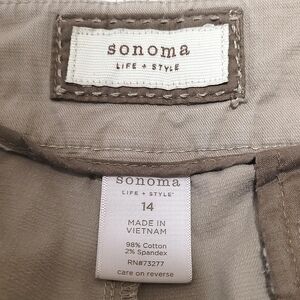 sonoma
LIFE + STYLE
sonoma
LIFE + STYLE
14
MADE IN
VIETNAM
98% Cotton
2% Spandex
RN#73277
care on reverse